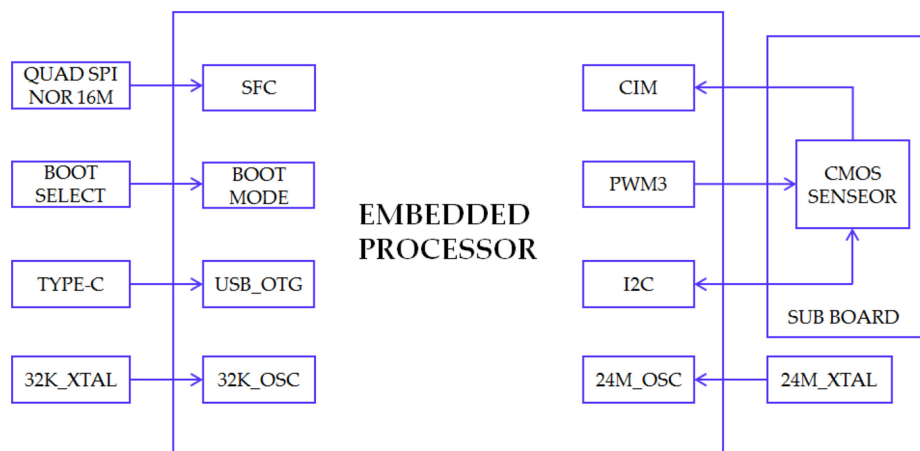 QUAD SPI
NOR 16M
SFC
CIM
BOOT
SELECT
BOOT
MODE
PWM3
CMOS
SENSEOR
EMBEDDED
PROCESSOR
TYPE-C
USB_OTG
I2C
SUB BOARD
32K_XTAL
32K_OSC
24M_OSC
24M_XTAL